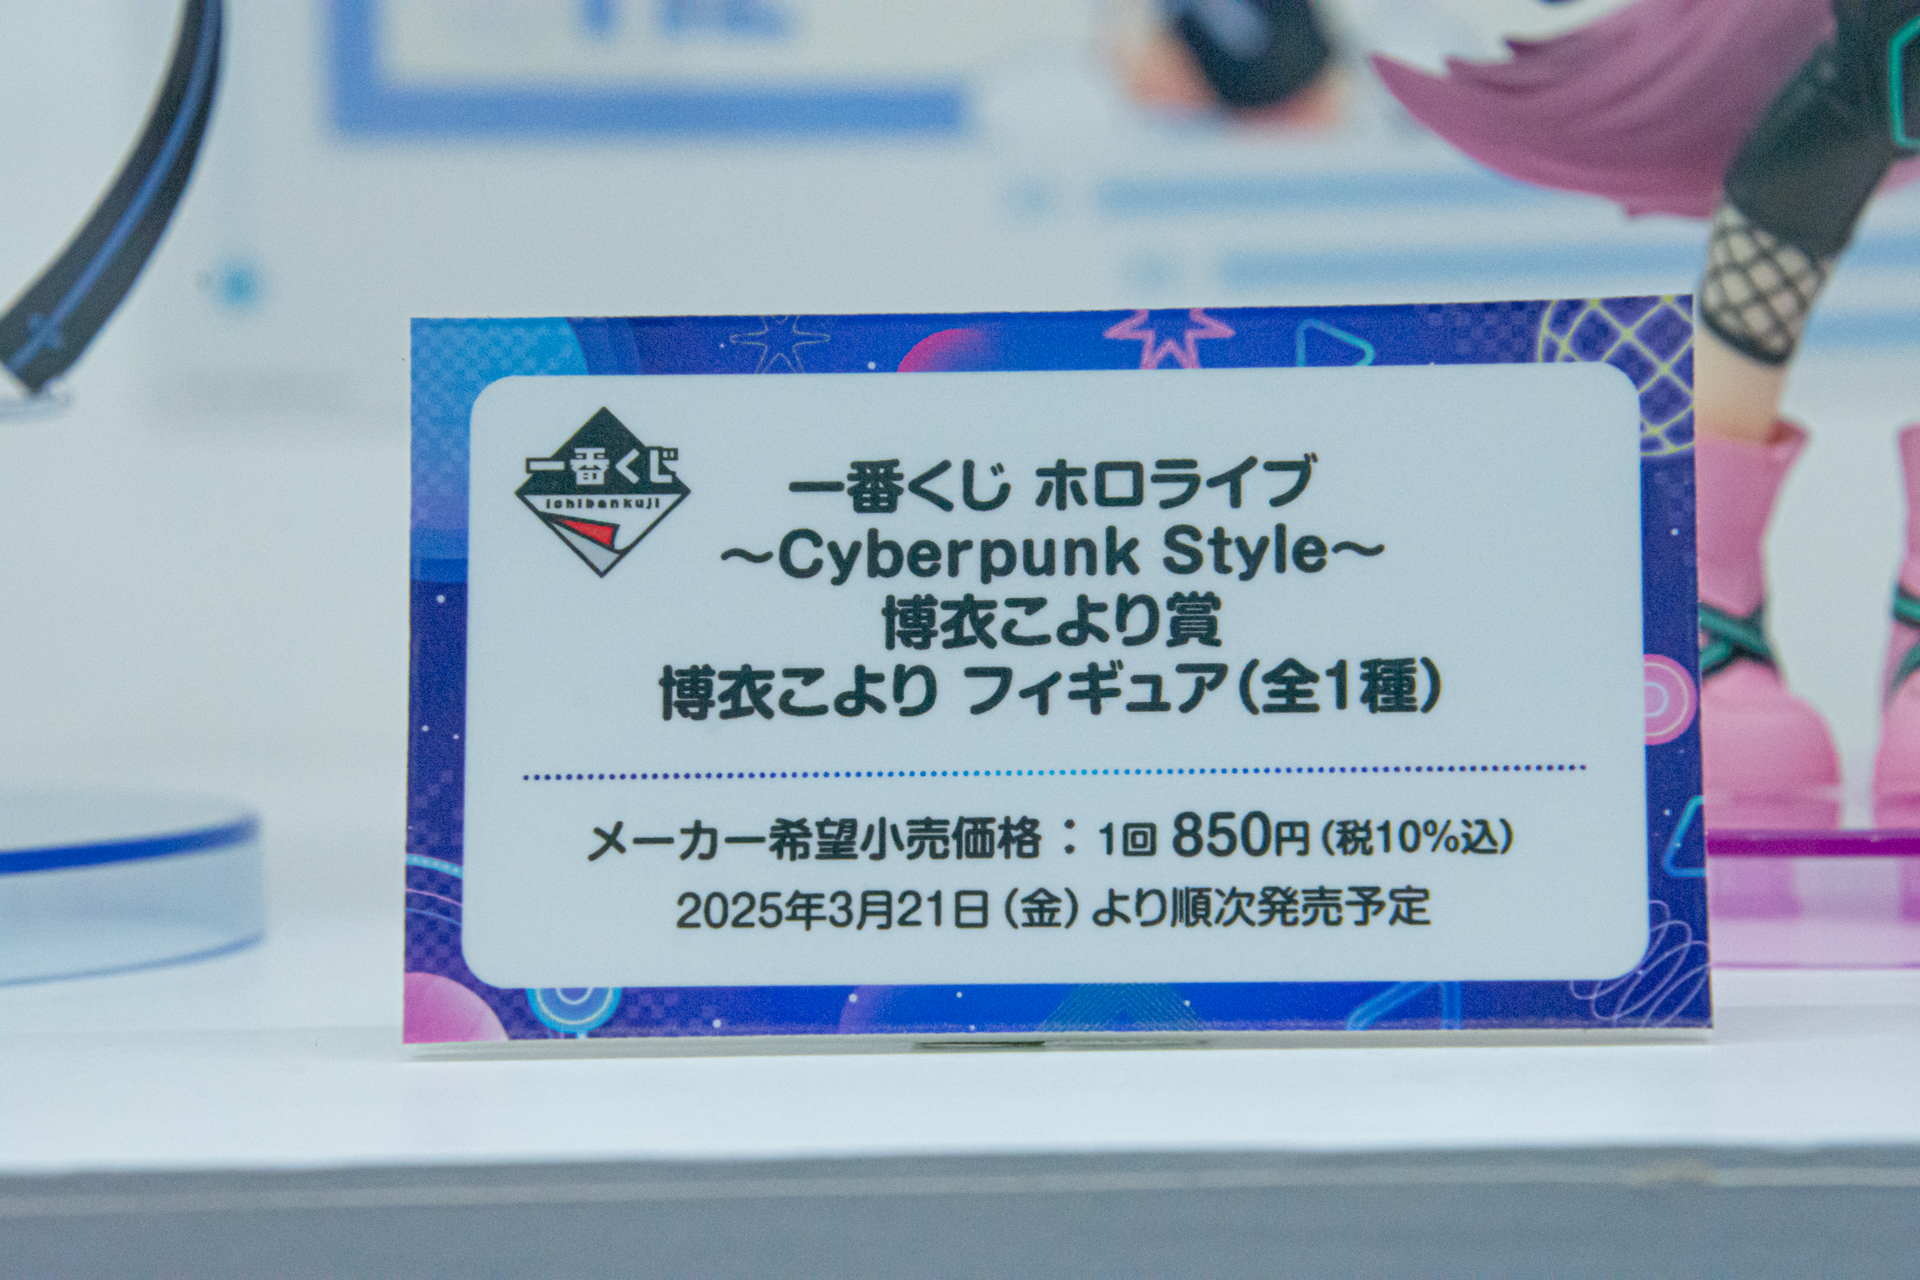 一番くじ
ichibankuji
一番くじ ホロライブ
～Cyberpunk Style～
博衣こより賞
博衣こより フィギュア（全1種）
メーカー希望小売価格：1回 850円（税10%込）
2025年3月21日（金）より順次発売予定